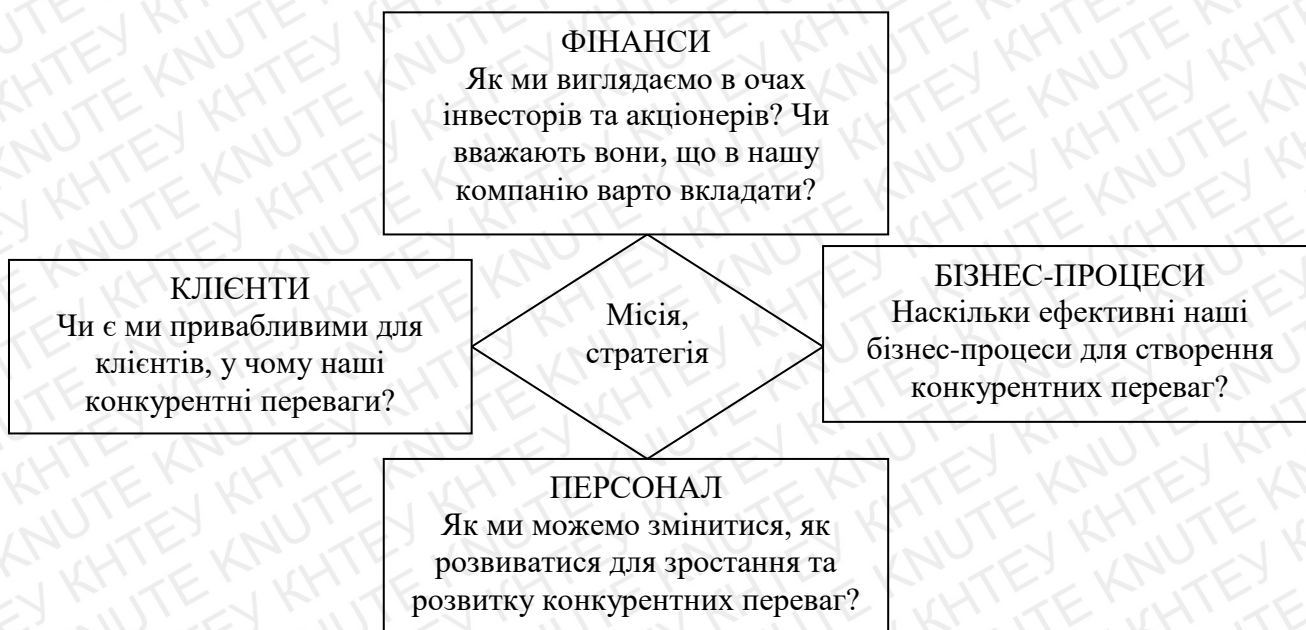 ФІНАНСИ
Як ми виглядаємо в очах
інвесторів та акціонерів? Чи
вважають вони, що в нашу
компанію варто вкладати?
КЛІЄНТИ
Чи є ми привабливими для
клієнтів, у чому наші
конкурентні переваги?
Місія,
стратегія
БІЗНЕС-ПРОЦЕСИ
Наскільки ефективні наші
бізнес-процеси для створення
конкурентних переваг?
ПЕРСОНАЛ
Як ми можемо змінитися, як
розвиватися для зростання та
розвитку конкурентних переваг?